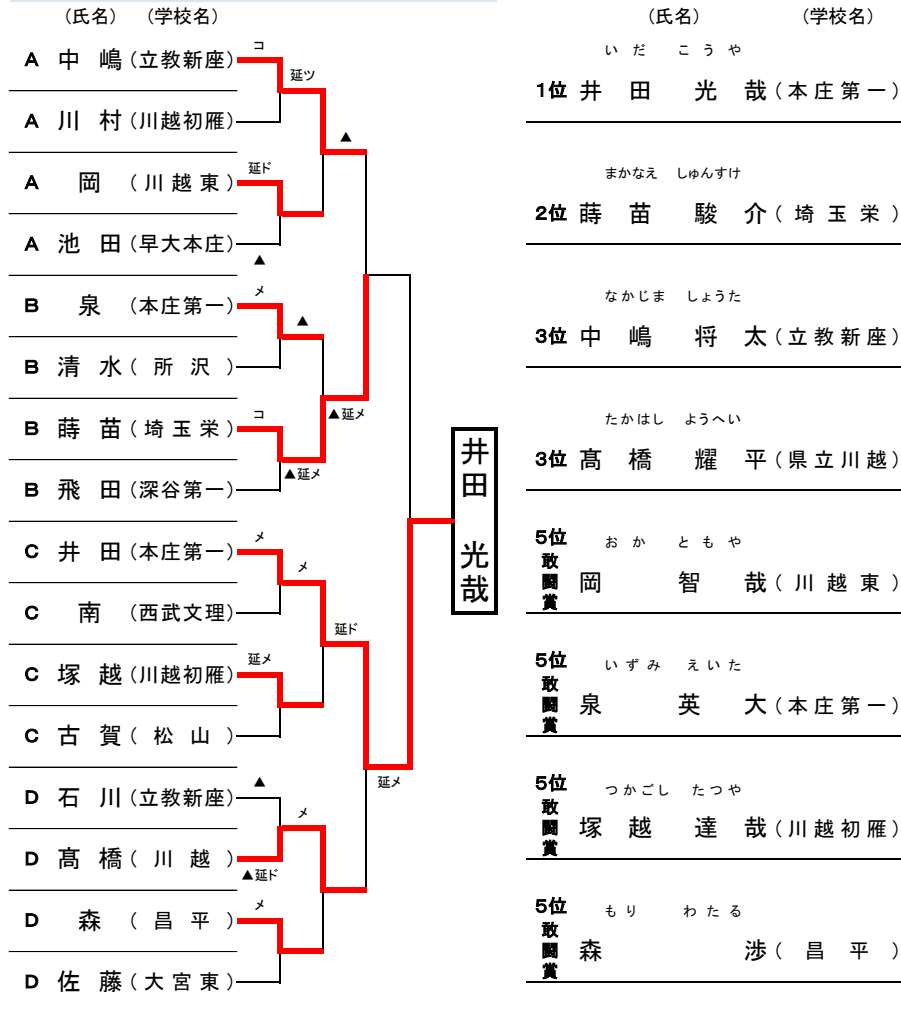 （氏名）　（学校名）
コ
A 中 嶋（立教新座）
延ツ
A 川 村（川越初雁）
▲
延ド
A 岡（川越東）
A 池 田（早大本庄）
▲
メ
B 泉（本庄第一）
▲
B 清 水（所 沢）
▲延メ
コ
B 蒔 苗（埼玉栄）
▲延メ
B 飛 田（深谷第一）
メ
C 井 田（本庄第一）
メ
C 南（西武文理）
延ド
延メ
C 塚 越（川越初雁）
C 古 賀（松 山）
延メ
▲
D 石 川（立教新座）
メ
D 髙 橋（川 越）
▲延ド
メ
D 森（昌 平）
D 佐 藤（大宮東）
井田 光哉
（氏名）　（学校名）
いだ こうや
1位 井 田 光 哉（本庄第一）
まかなえ しゅんすけ
2位 蒔 苗 駿 介（埼玉栄）
なかじま しょうた
3位 中 嶋 将 太（立教新座）
たかはし ようへい
3位 髙 橋 耀 平（県立川越）
おか ともや
5位 敢闘賞 岡 智 哉（川越東）
いずみ えいた
5位 敢闘賞 泉 英 大（本庄第一）
つかごし たつや
5位 敢闘賞 塚 越 達 哉（川越初雁）
もり わたる
5位 敢闘賞 森 渉（昌 平）